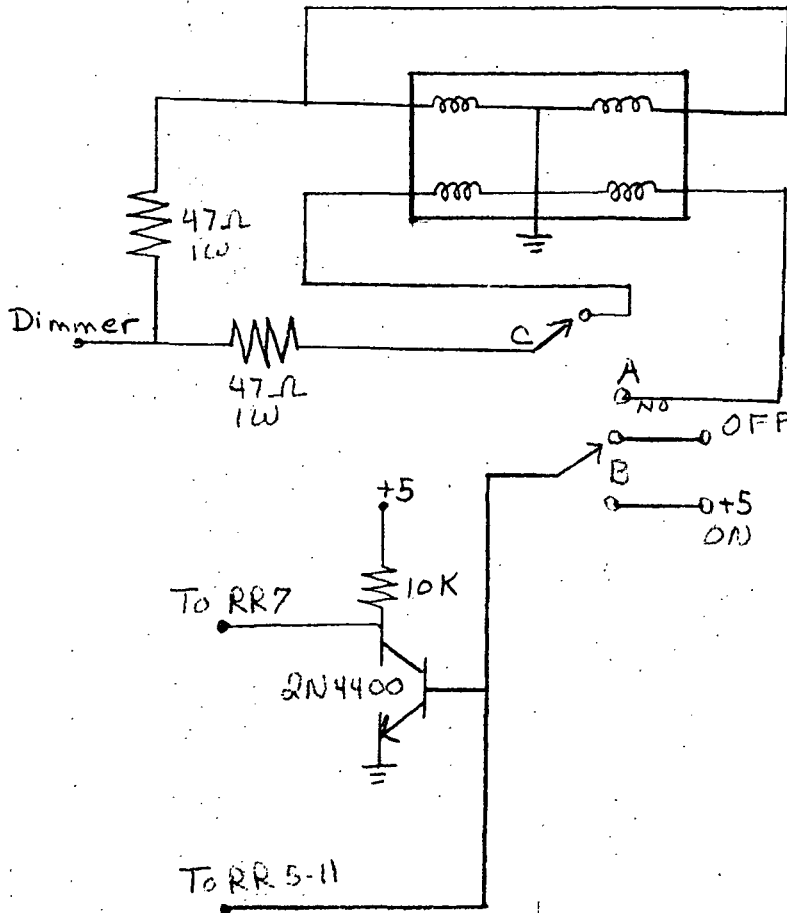 47Ω
1W
Dimmer
C
47Ω
1W
A
NO
OFF
B
+5
+5
ON
10K
To RR7
2N4400
To RR 5-11